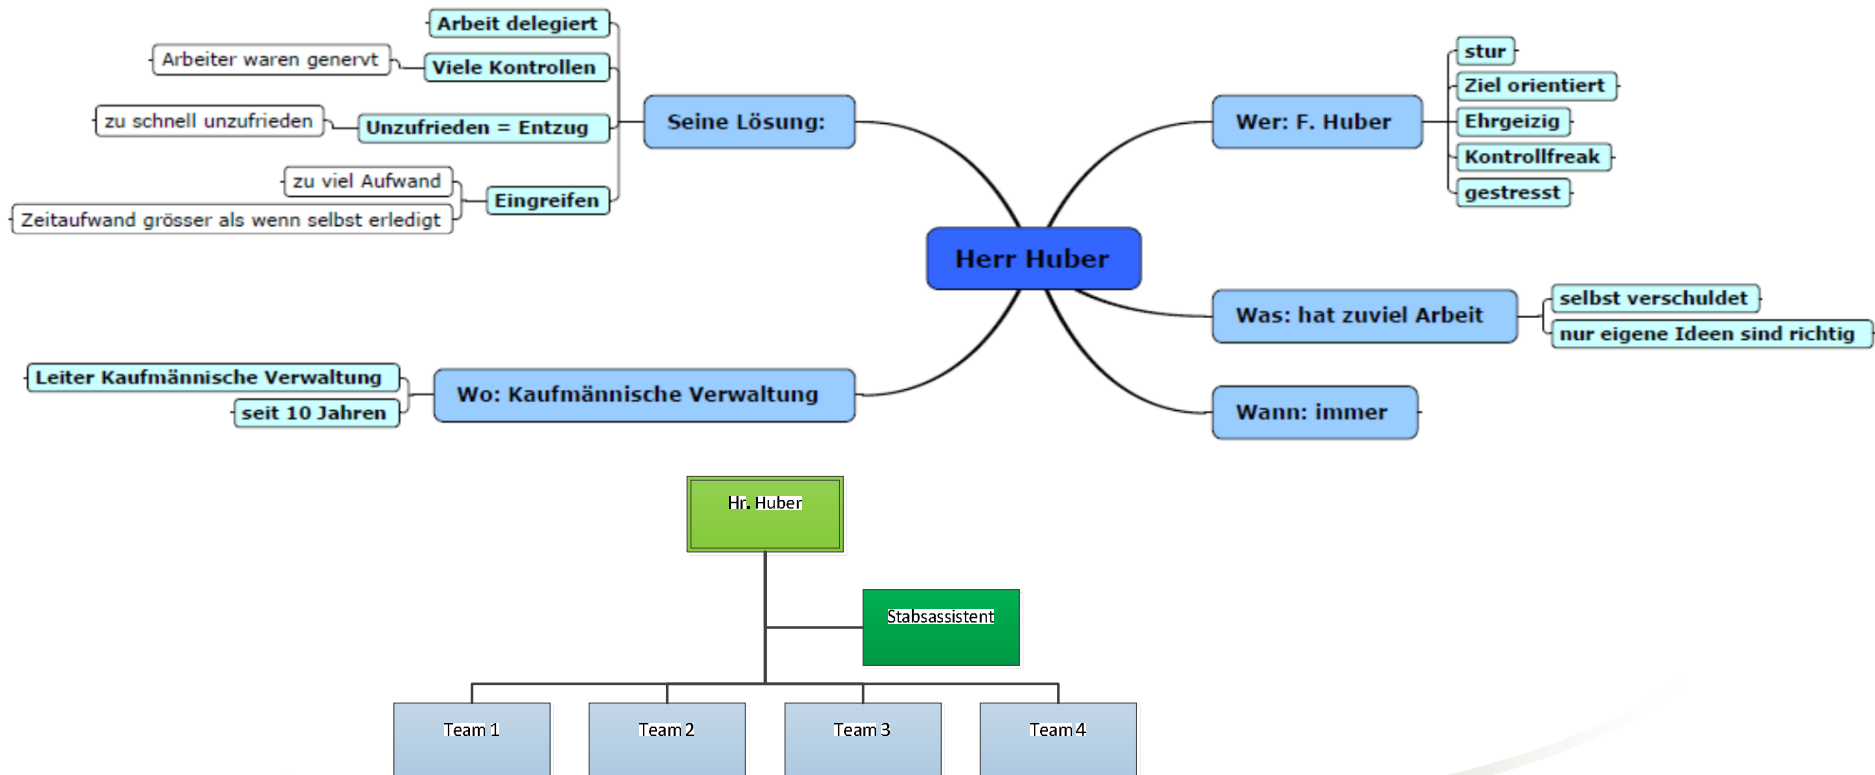 Arbeit delegiert
Arbeiter waren genervt
Viele Kontrollen
zu schnell unzufrieden
Unzufrieden = Entzug
zu viel Aufwand
Zeitaufwand grösser als wenn selbst erledigt
Eingreifen
Seine Lösung:
Wer: F. Huber
stur
Ziel orientiert
Ehrgeizig
Kontrollfreak
gestresst
Herr Huber
Was: hat zuviel Arbeit
selbst verschuldet
nur eigene Ideen sind richtig
Wann: immer
Leiter Kaufmännische Verwaltung
seit 10 Jahren
Wo: Kaufmännische Verwaltung
Hr. Huber
Stabsassistent
Team 1
Team 2
Team 3
Team 4